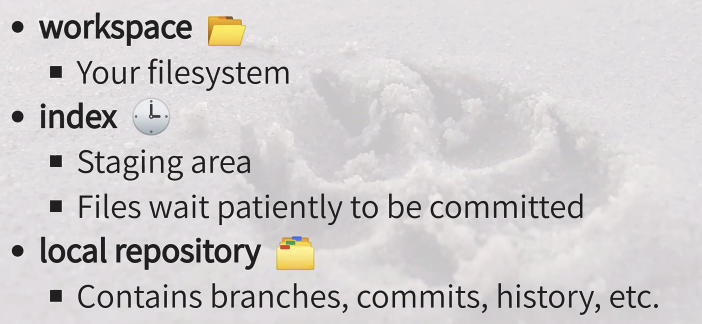 workspace 📂
Your filesystem
index 🕒
Staging area
Files wait patiently to be committed
local repository 🗂️
Contains branches, commits, history, etc.